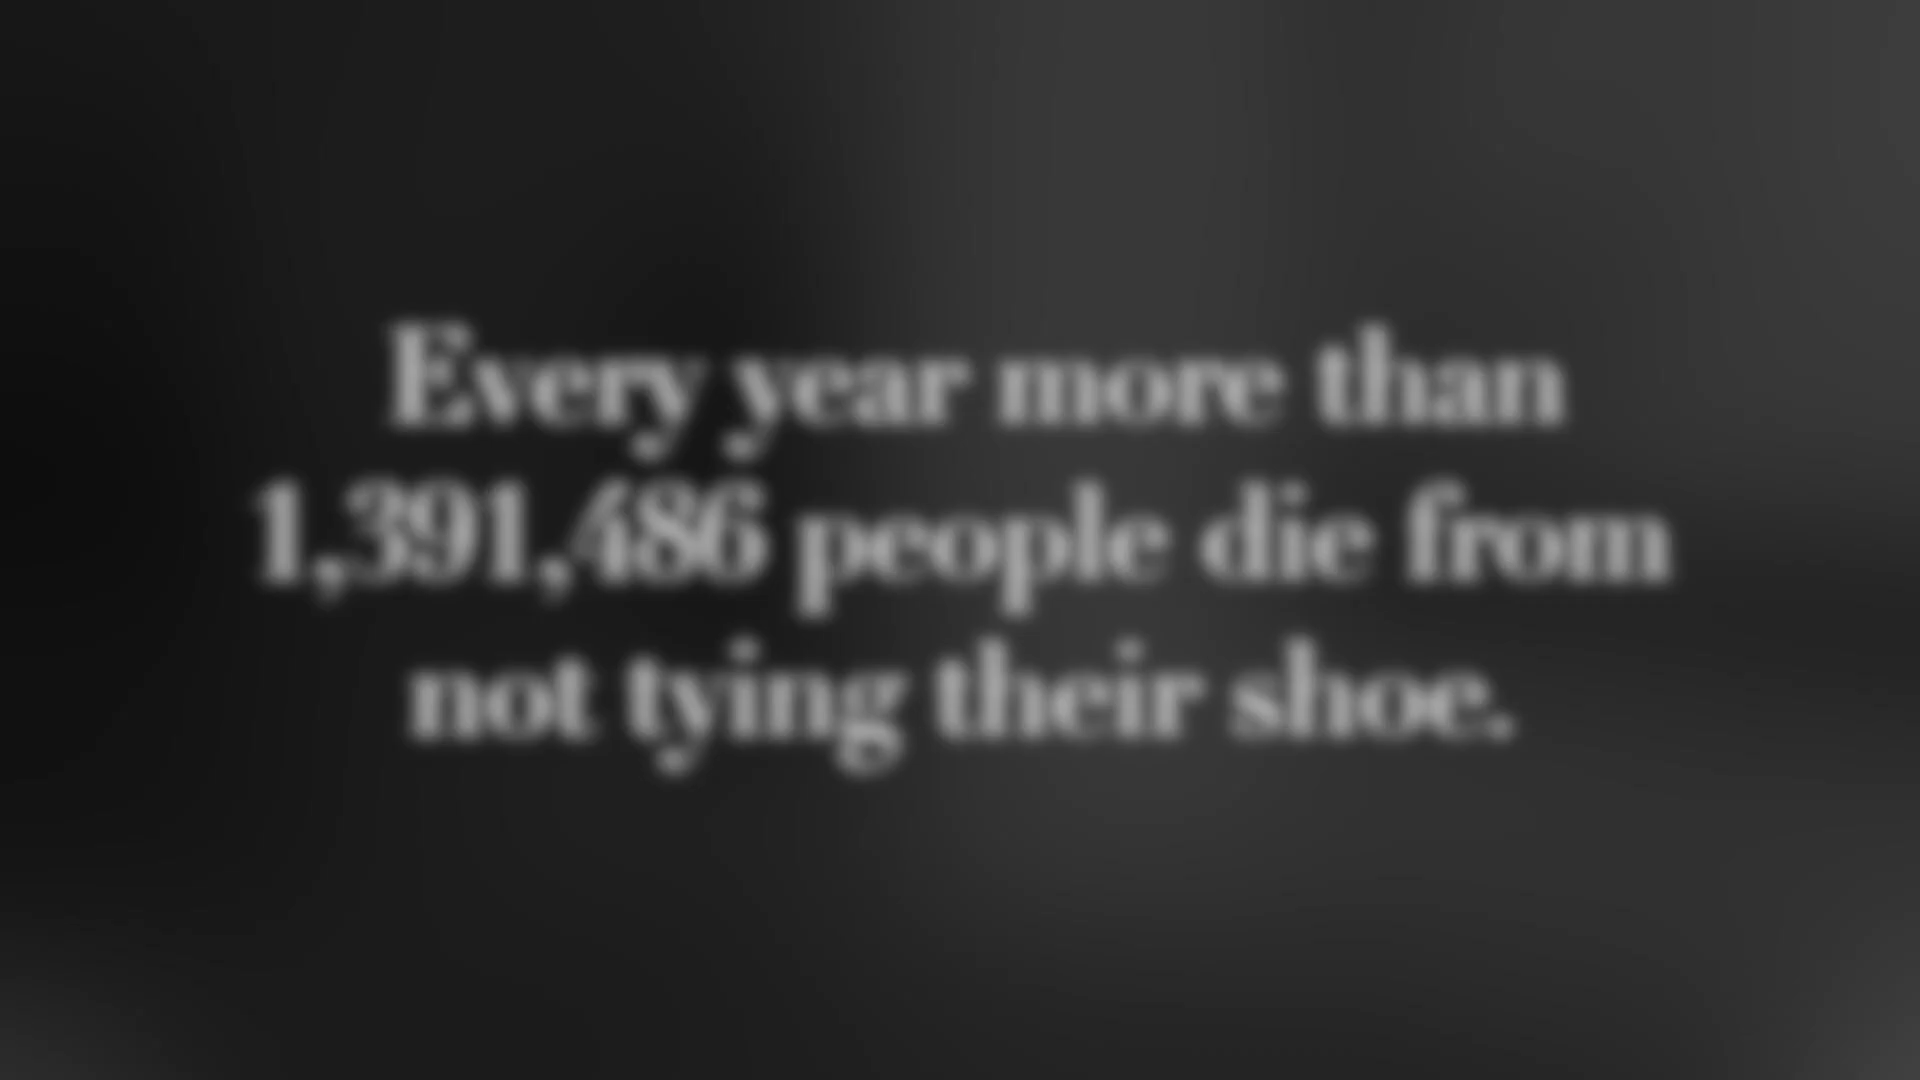 Every year more than
1,391,486 people die from
not tying their shoe.